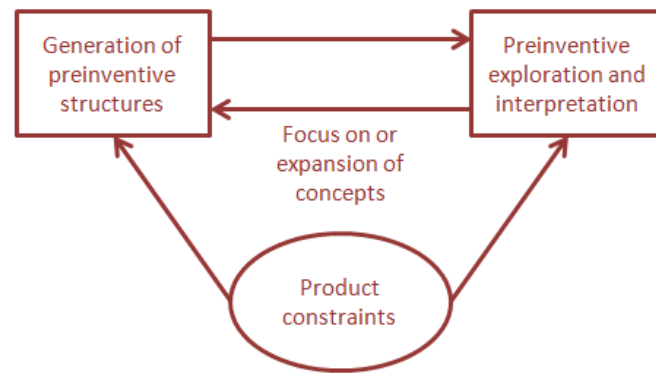 Generation of
preinventive
structures
Preinventive
exploration and
interpretation
Focus on or
expansion of
concepts
Product
constraints